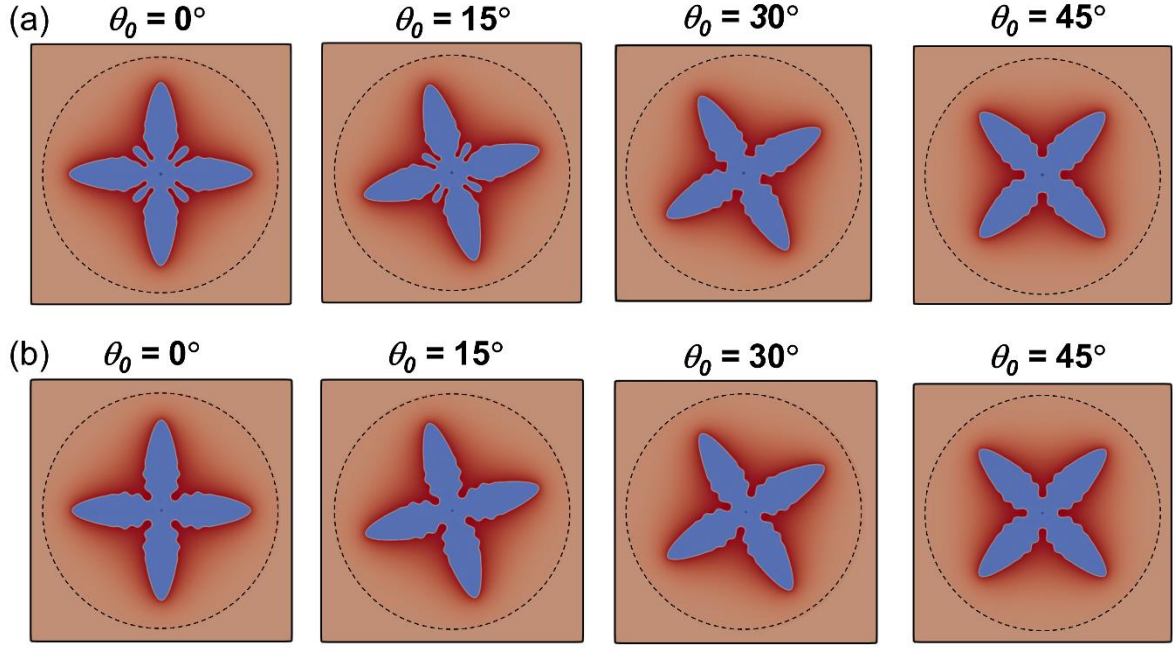 (a) θ0 = 0° θ0 = 15° θ0 = 30° θ0 = 45°
(b) θ0 = 0° θ0 = 15° θ0 = 30° θ0 = 45°